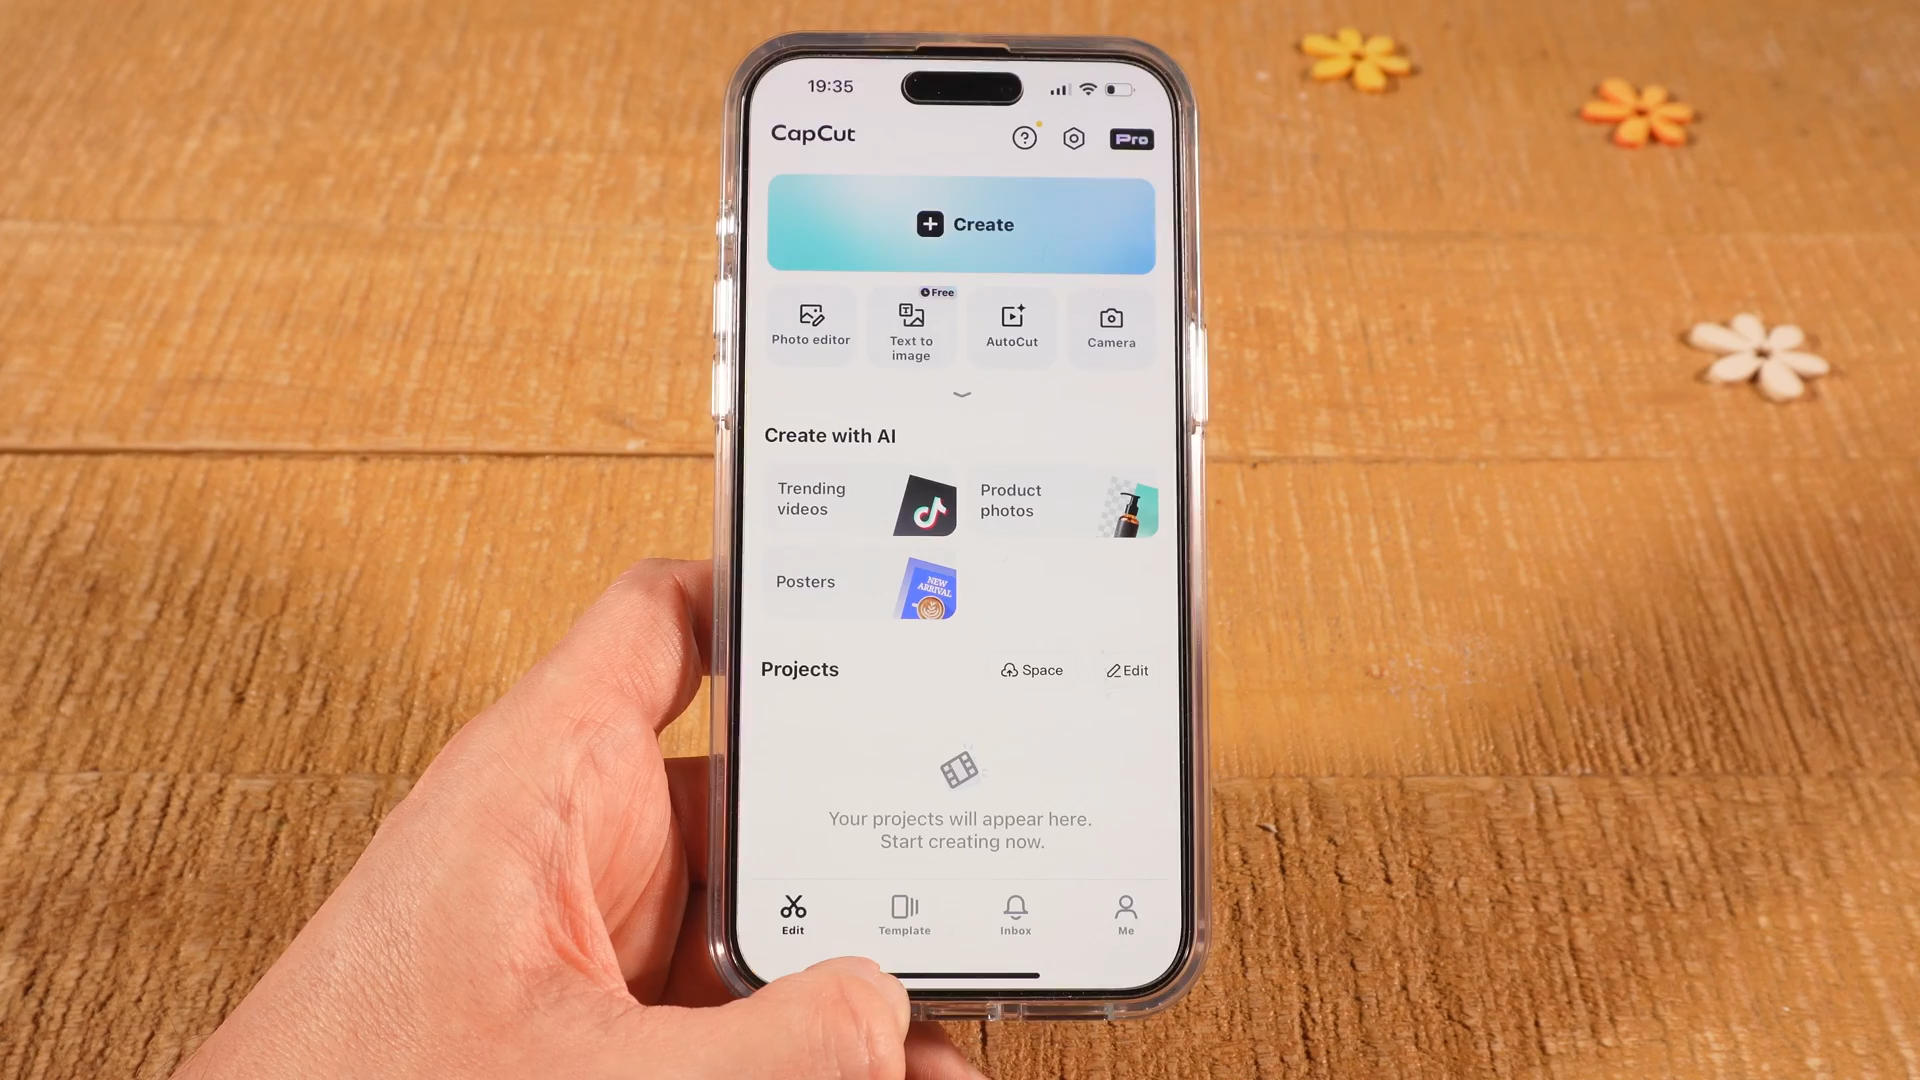 19:35
CapCut
Pro
Create
Free
Photo editor
Text to
image
AutoCut
Camera
Create with AI
Trending
videos
Product
photos
Posters
NEW
ARRIVAL
Projects
Space
Edit
Your projects will appear here.
Start creating now.
Edit
Template
Inbox
Me